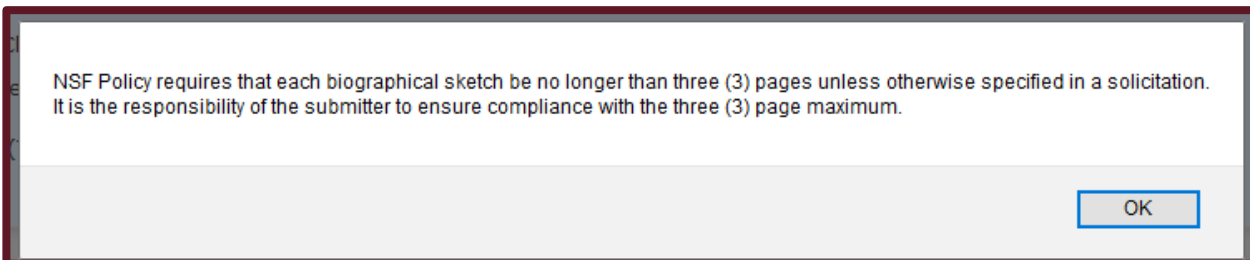 NSF Policy requires that each biographical sketch be no longer than three (3) pages unless otherwise specified in a solicitation.
It is the responsibility of the submitter to ensure compliance with the three (3) page maximum.
OK